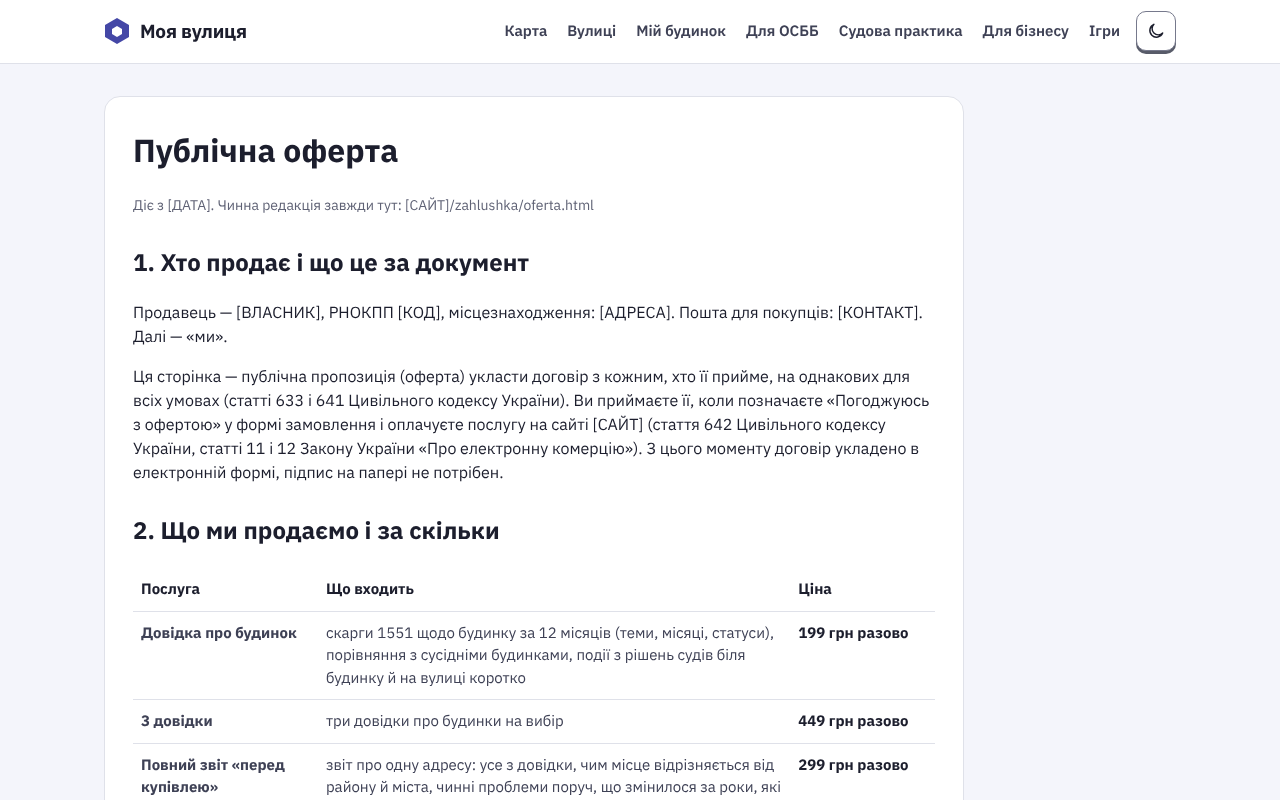 Моя вулиця
Карта Вулиці Мій будинок Для ОСББ Судова практика Для бізнесу Ігри
Публічна оферта
Діє з [ДАТА]. Чинна редакція завжди тут: [САЙТ]/zahlushka/oferta.html
1. Хто продає і що це за документ
Продавець — [ВЛАСНИК], РНОКПП [КОД], місцезнаходження: [АДРЕСА]. Пошта для покупців: [КОНТАКТ].
Далі — «ми».
Ця сторінка — публічна пропозиція (оферта) укласти договір з кожним, хто її прийме, на однакових для
всіх умовах (статті 633 і 641 Цивільного кодексу України). Ви приймаєте її, коли позначаєте «Погоджуюсь
з офертою» у формі замовлення і оплачуєте послугу на сайті [САЙТ] (стаття 642 Цивільного кодексу
України, статті 11 і 12 Закону України «Про електронну комерцію»). З цього моменту договір укладено в
електронній формі, підпис на папері не потрібен.
2. Що ми продаємо і за скільки
Послуга Що входить Ціна
Довідка про будинок скарги 1551 щодо будинку за 12 місяців (теми, місяці, статуси), 199 грн разово
порівняння з сусідніми будинками, події з рішень судів біля
будинку й на вулиці коротко
3 довідки три довідки про будинки на вибір 449 грн разово
Повний звіт «перед звіт про одну адресу: усе з довідки, чим місце відрізняється від 299 грн разово
купівлею» району й міста, чинні проблеми поруч, що змінилося за роки, які